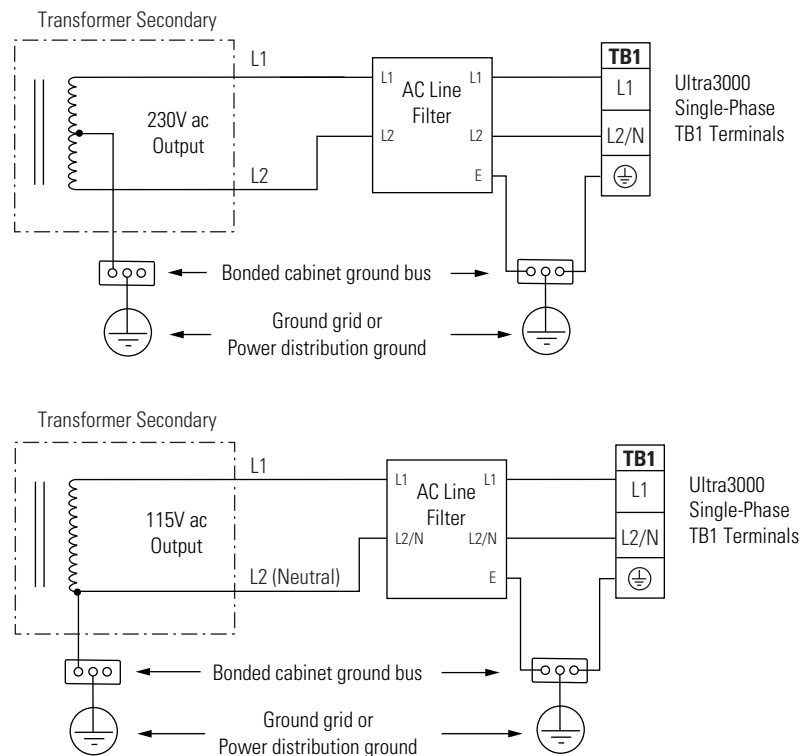 Transformer Secondary
L1
230V ac
Output
L2
L1
L1
AC Line
Filter
L2
L2
E
TB1
L1
L2/N
Ultra3000
Single-Phase
TB1 Terminals
Bonded cabinet ground bus
Ground grid or
Power distribution ground
Transformer Secondary
L1
115V ac
Output
L2 (Neutral)
L1
L1
AC Line
Filter
L2/N
L2/N
E
TB1
L1
L2/N
Ultra3000
Single-Phase
TB1 Terminals
Bonded cabinet ground bus
Ground grid or
Power distribution ground